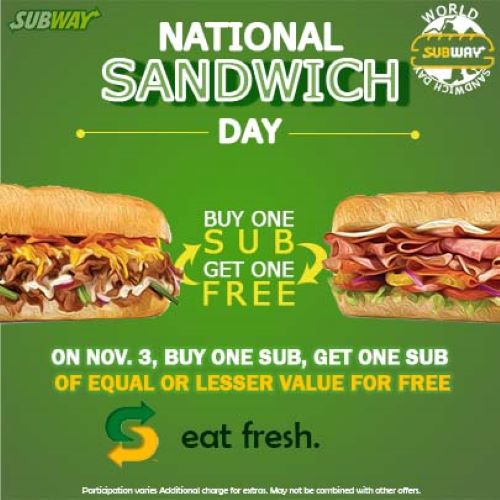 SUBWAY
WORLD
SUBWAY
SANDWICH DAY
NATIONAL
SANDWICH
DAY
BUY ONE
SUB
GET ONE
FREE
ON NOV. 3, BUY ONE SUB, GET ONE SUB
OF EQUAL OR LESSER VALUE FOR FREE
eat fresh.
Participation varies Additional charge for extras. May not be combined with other offers.